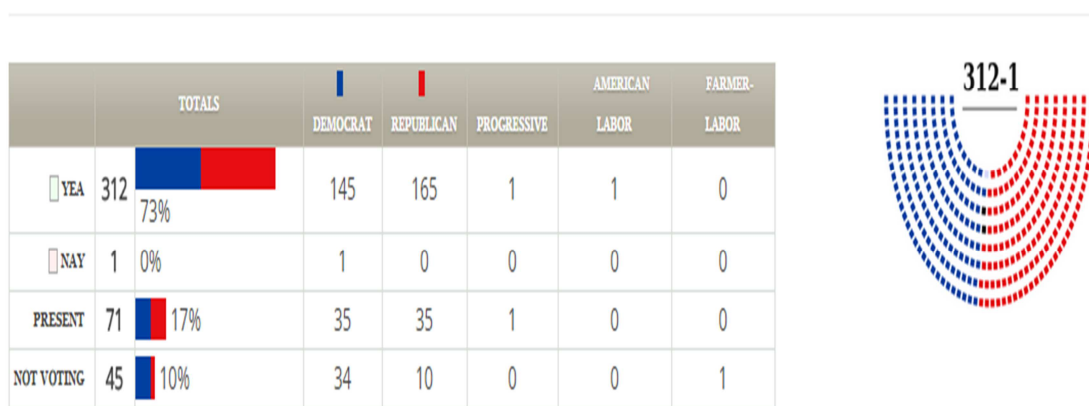 TOTALS DEMOCRAT REPUBLICAN PROGRESSIVE AMERICAN LABOR FARMER-LABOR
YEA 312 73% 145 165 1 1 0
NAY 1 0% 1 0 0 0 0
PRESENT 71 17% 35 35 1 0 0
NOT VOTING 45 10% 34 10 0 0 1
312-1